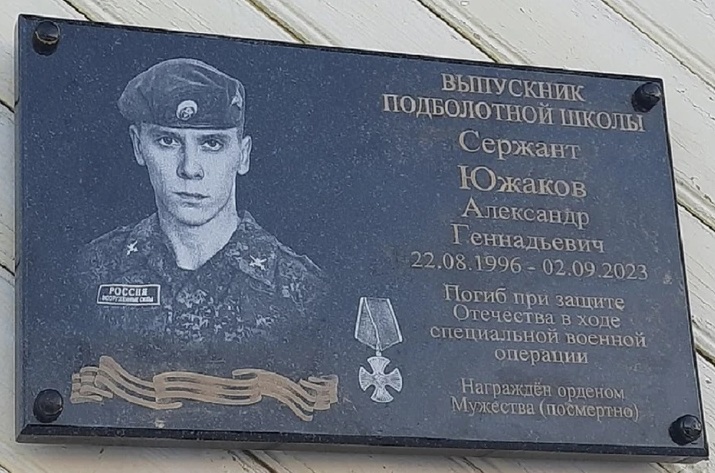 ВЫПУСКНИК
ПОДБОЛОТНОЙ ШКОЛЫ
Сержант
Южаков
Александр
Геннадьевич
22.08.1996 - 02.09.2023
Погиб при защите
Отечества в ходе
специальной военной
операции
Награждён орденом
Мужества (посмертно)
РОССИЯ
ВООРУЖЕННЫЕ СИЛЫ